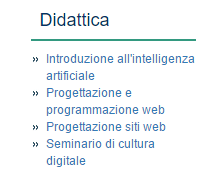 Didattica
» Introduzione all'intelligenza
artificiale
» Progettazione e
programmazione web
» Progettazione siti web
» Seminario di cultura
digitale